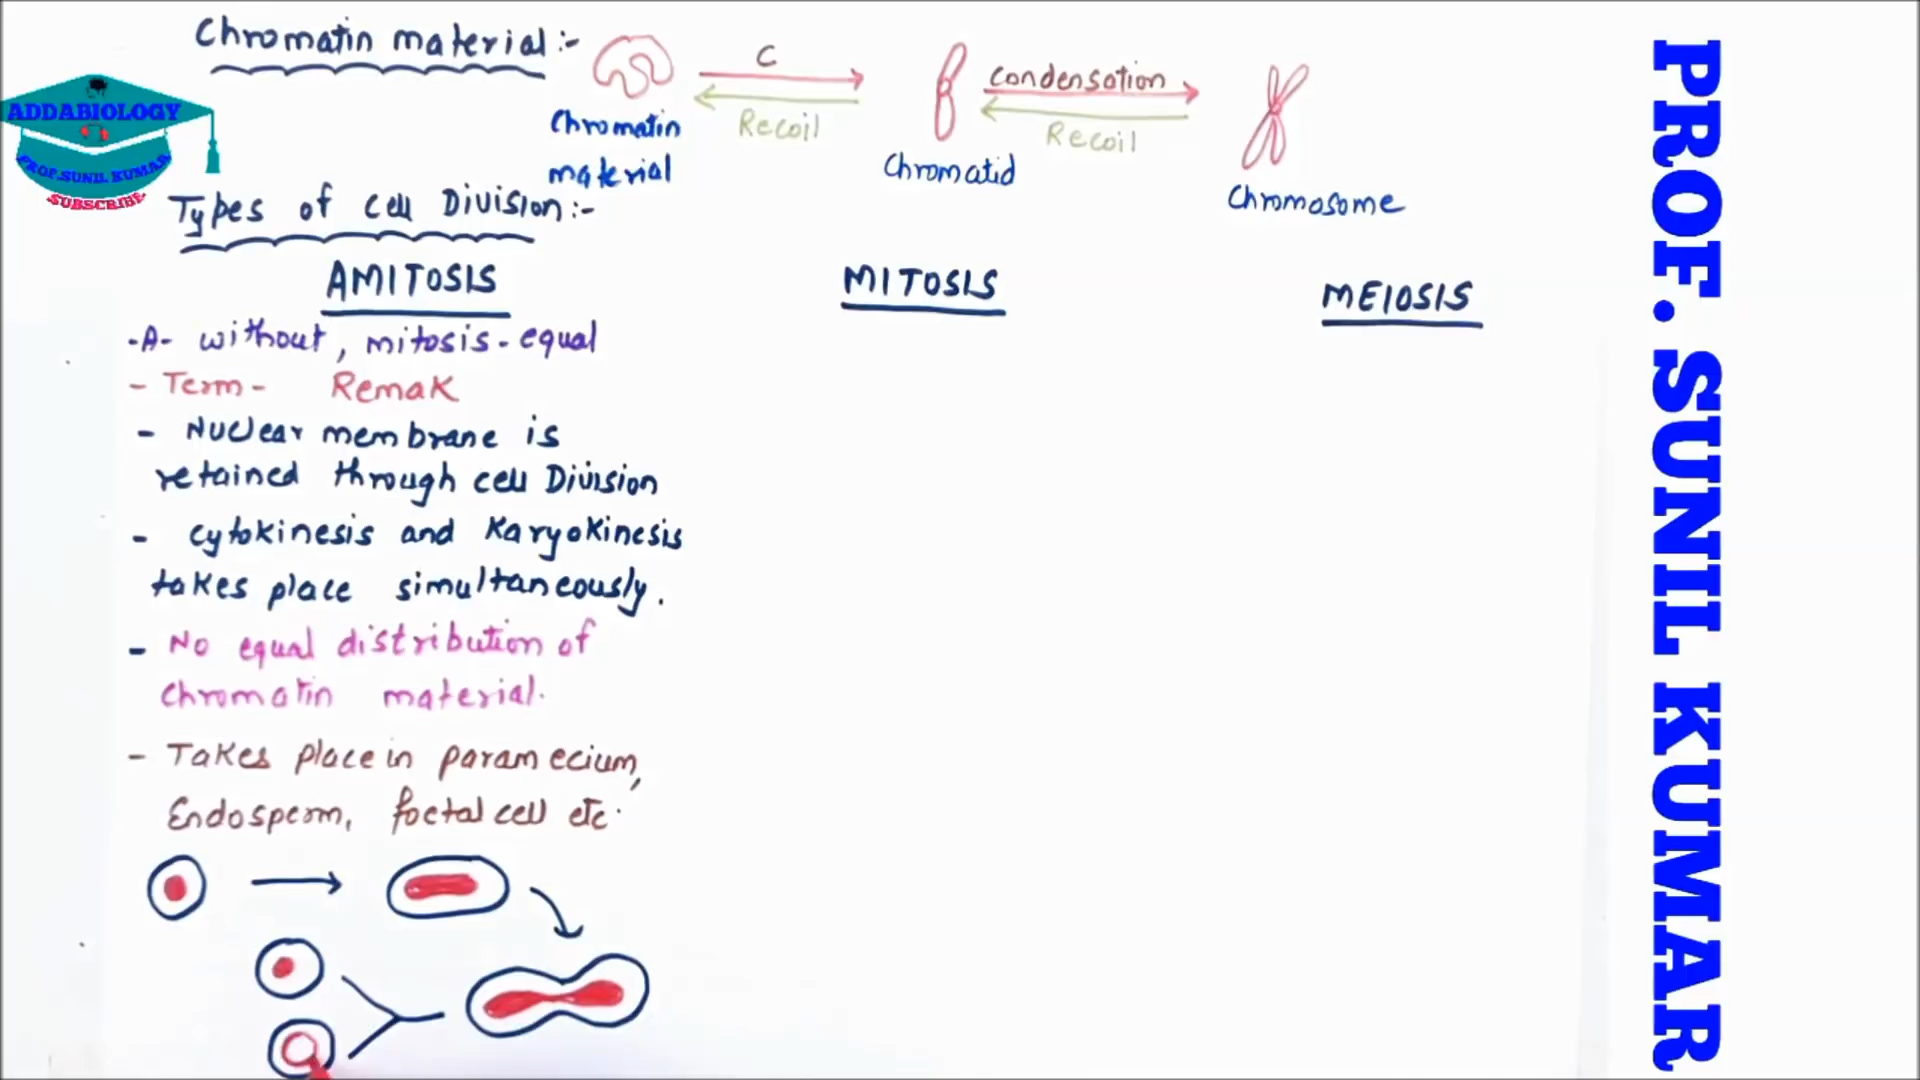 Chromatin material :-
C
Condensation
Recoil
Recoil
Chromatin
material
Chromatid
Chromosome
ADDABIOLOGY
PROF.SUNIL KUMAR
SUBSCRIBE
Types of Cell Division:-
AMITOSIS
MITOSIS
MEIOSIS
-A- without, mitosis-equal
- Term- Remak
- Nuclear membrane is
retained through cell Division
- Cytokinesis and Karyokinesis
takes place simultaneously.
- No equal distribution of
Chromatin material.
- Takes place in paramecium,
Endosperm, foetal cell etc.
PROF. SUNIL KUMAR